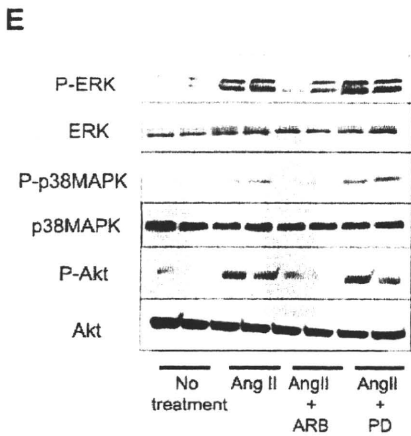 E
P-ERK
ERK
P-p38MAPK
p38MAPK
P-Akt
Akt
No treatment
Ang II
AngII + ARB
AngII + PD